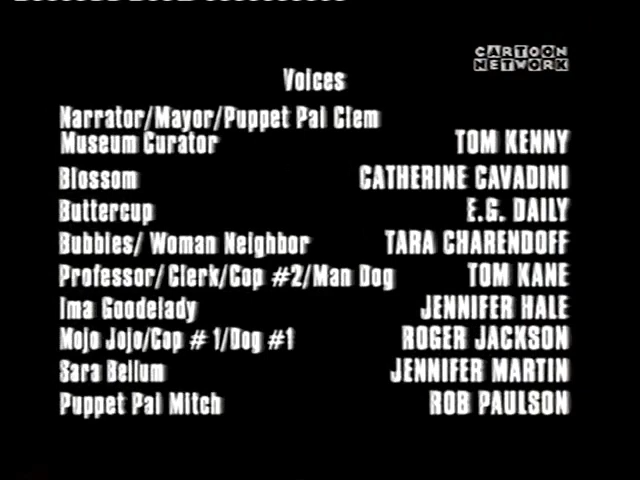 CARTOON
NETWORK
Voices
Narrator/Mayor/Puppet Pal Clem
Museum Curator TOM KENNY
Blossom CATHERINE CAVADINI
Buttercup E.G. DAILY
Bubbles/ Woman Neighbor TARA CHARENDOFF
Professor/Clerk/Cop #2/Man Dog TOM KANE
Ima Goodelady JENNIFER HALE
Mojo Jojo/Cop #1/Dog #1 ROGER JACKSON
Sara Bellum JENNIFER MARTIN
Puppet Pal Mitch ROB PAULSON